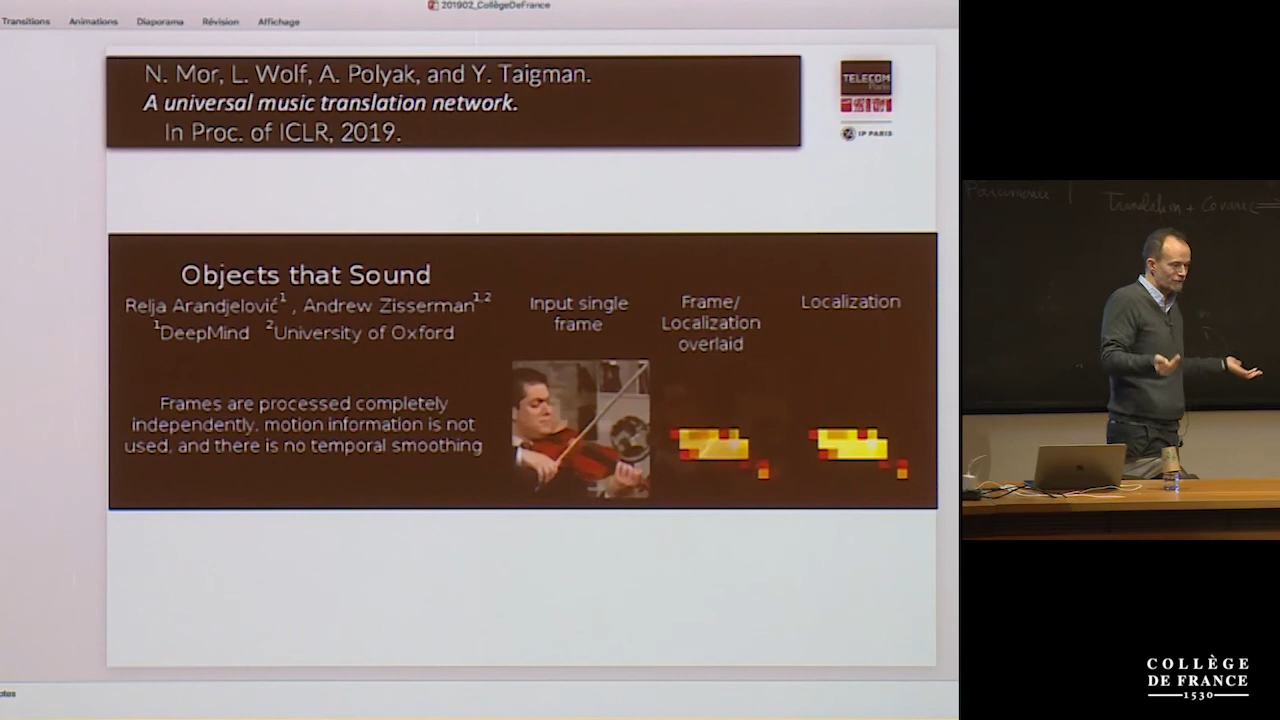 201902_CollègeDeFrance
Transitions Animations Diaporama Révision Affichage
N. Mor, L. Wolf, A. Polyak, and Y. Taigman.
A universal music translation network.
In Proc. of ICLR, 2019.
TELECOM
Paris
IP PARIS
Objects that Sound
Relja Arandjelović¹ , Andrew Zisserman¹,²
¹DeepMind ²University of Oxford
Frames are processed completely
independently. motion information is not
used, and there is no temporal smoothing
Input single
frame
Frame/
Localization
overlaid
Localization
Translation +
COLLÈGE
DE FRANCE
1530